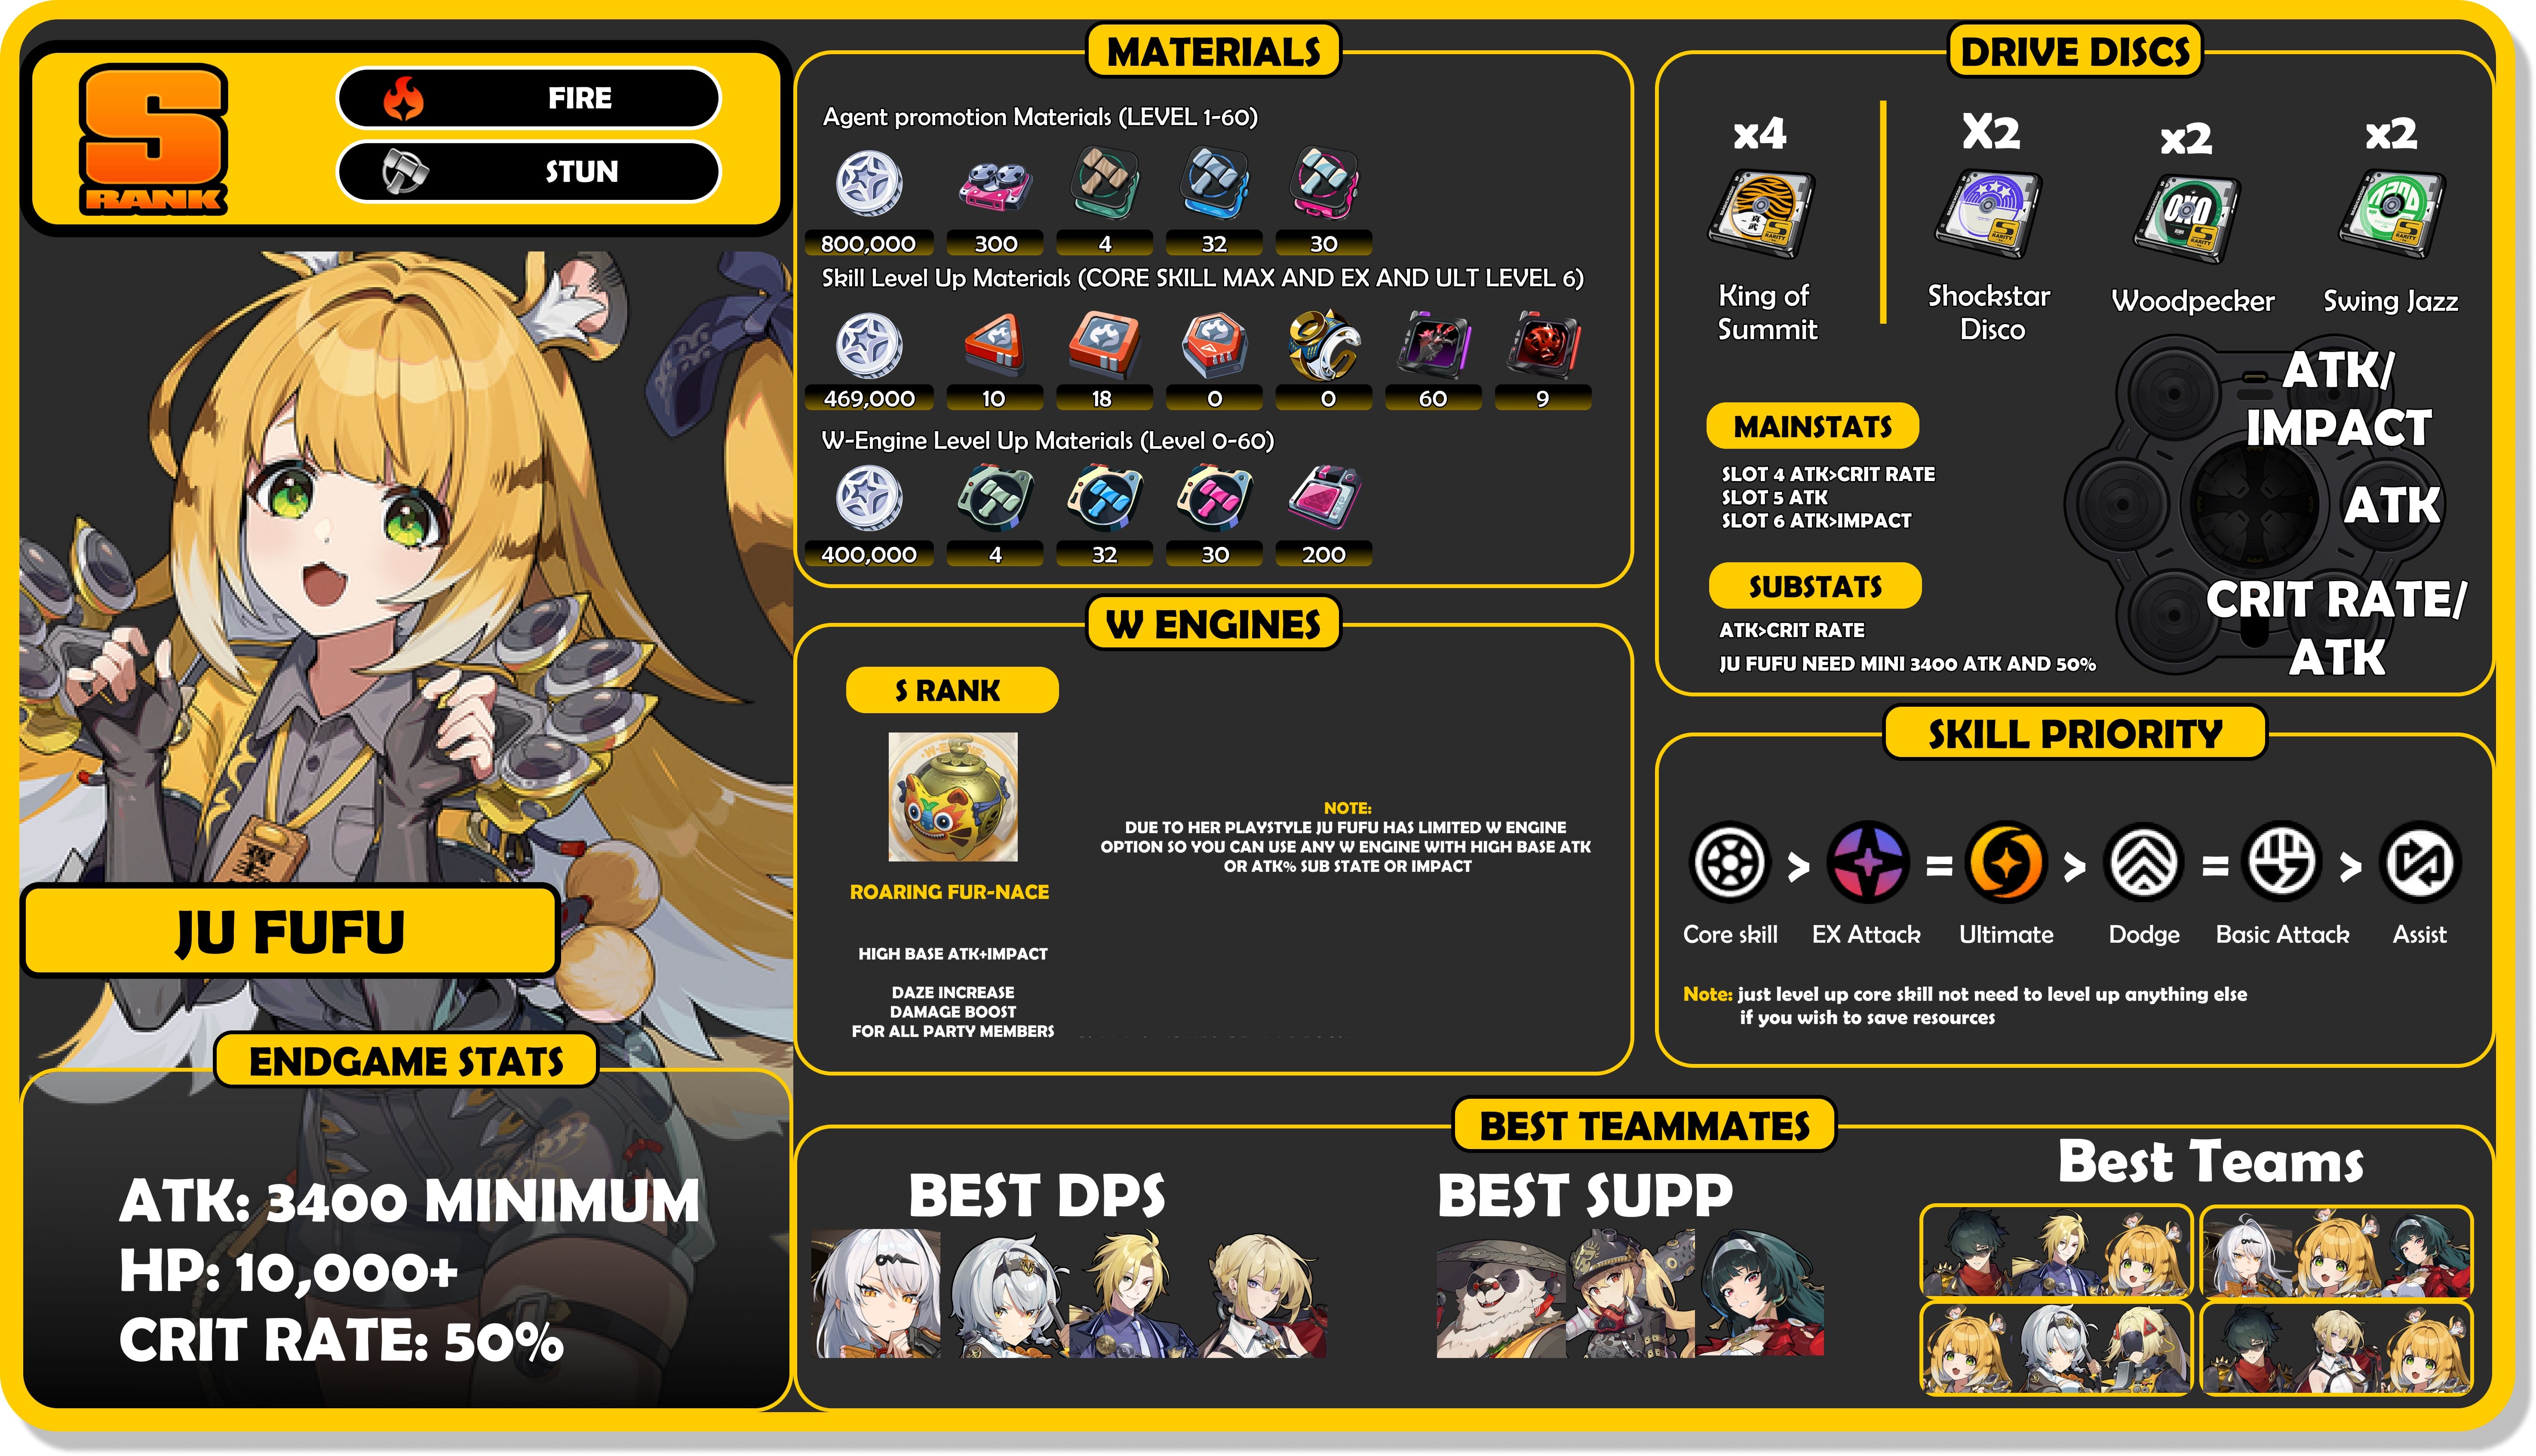 S
RANK
FIRE
STUN
JU FUFU
ENDGAME STATS
ATK: 3400 MINIMUM
HP: 10,000+
CRIT RATE: 50%
MATERIALS
Agent promotion Materials (LEVEL 1-60)
800,000 300 4 32 30
Skill Level Up Materials (CORE SKILL MAX AND EX AND ULT LEVEL 6)
469,000 10 18 0 0 60 9
W-Engine Level Up Materials (Level 0-60)
400,000 4 32 30 200
W ENGINES
S RANK
ROARING FUR-NACE
HIGH BASE ATK+IMPACT
DAZE INCREASE
DAMAGE BOOST
FOR ALL PARTY MEMBERS
NOTE:
DUE TO HER PLAYSTYLE JU FUFU HAS LIMITED W ENGINE
OPTION SO YOU CAN USE ANY W ENGINE WITH HIGH BASE ATK
OR ATK% SUB STATE OR IMPACT
DRIVE DISCS
x4 X2 x2 x2
King of
Summit
Shockstar
Disco
Woodpecker
Swing Jazz
MAINSTATS
SLOT 4 ATK>CRIT RATE
SLOT 5 ATK
SLOT 6 ATK>IMPACT
SUBSTATS
ATK>CRIT RATE
JU FUFU NEED MINI 3400 ATK AND 50%
ATK/
IMPACT
ATK
CRIT RATE/
ATK
SKILL PRIORITY
> = > = >
Core skill EX Attack Ultimate Dodge Basic Attack Assist
Note: just level up core skill not need to level up anything else
if you wish to save resources
BEST TEAMMATES
BEST DPS
BEST SUPP
Best Teams